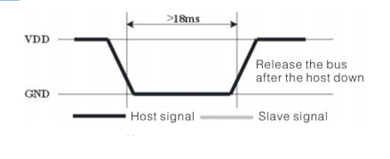 >18ms
VDD
Release the bus
after the host down
GND
Host signal
Slave signal